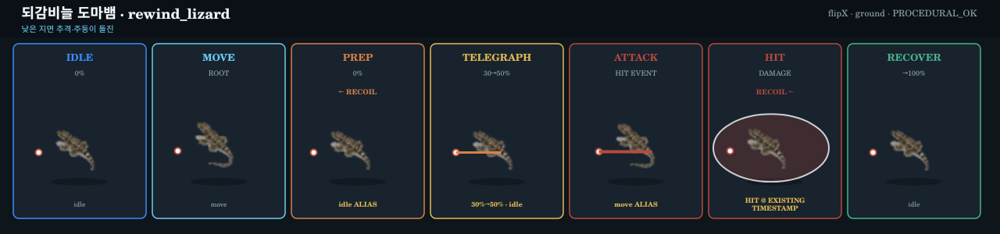 되감비늘 도마뱀 · rewind_lizard
flipX · ground · PROCEDURAL_OK
낮은 지면 추격·주둥이 돌진
IDLE
0%
idle
MOVE
ROOT
move
PREP
0%
← RECOIL
idle ALIAS
TELEGRAPH
30→50%
30%→50% · idle
ATTACK
HIT EVENT
move ALIAS
HIT
DAMAGE
RECOIL ←
HIT @ EXISTING
TIMESTAMP
RECOVER
→100%
idle